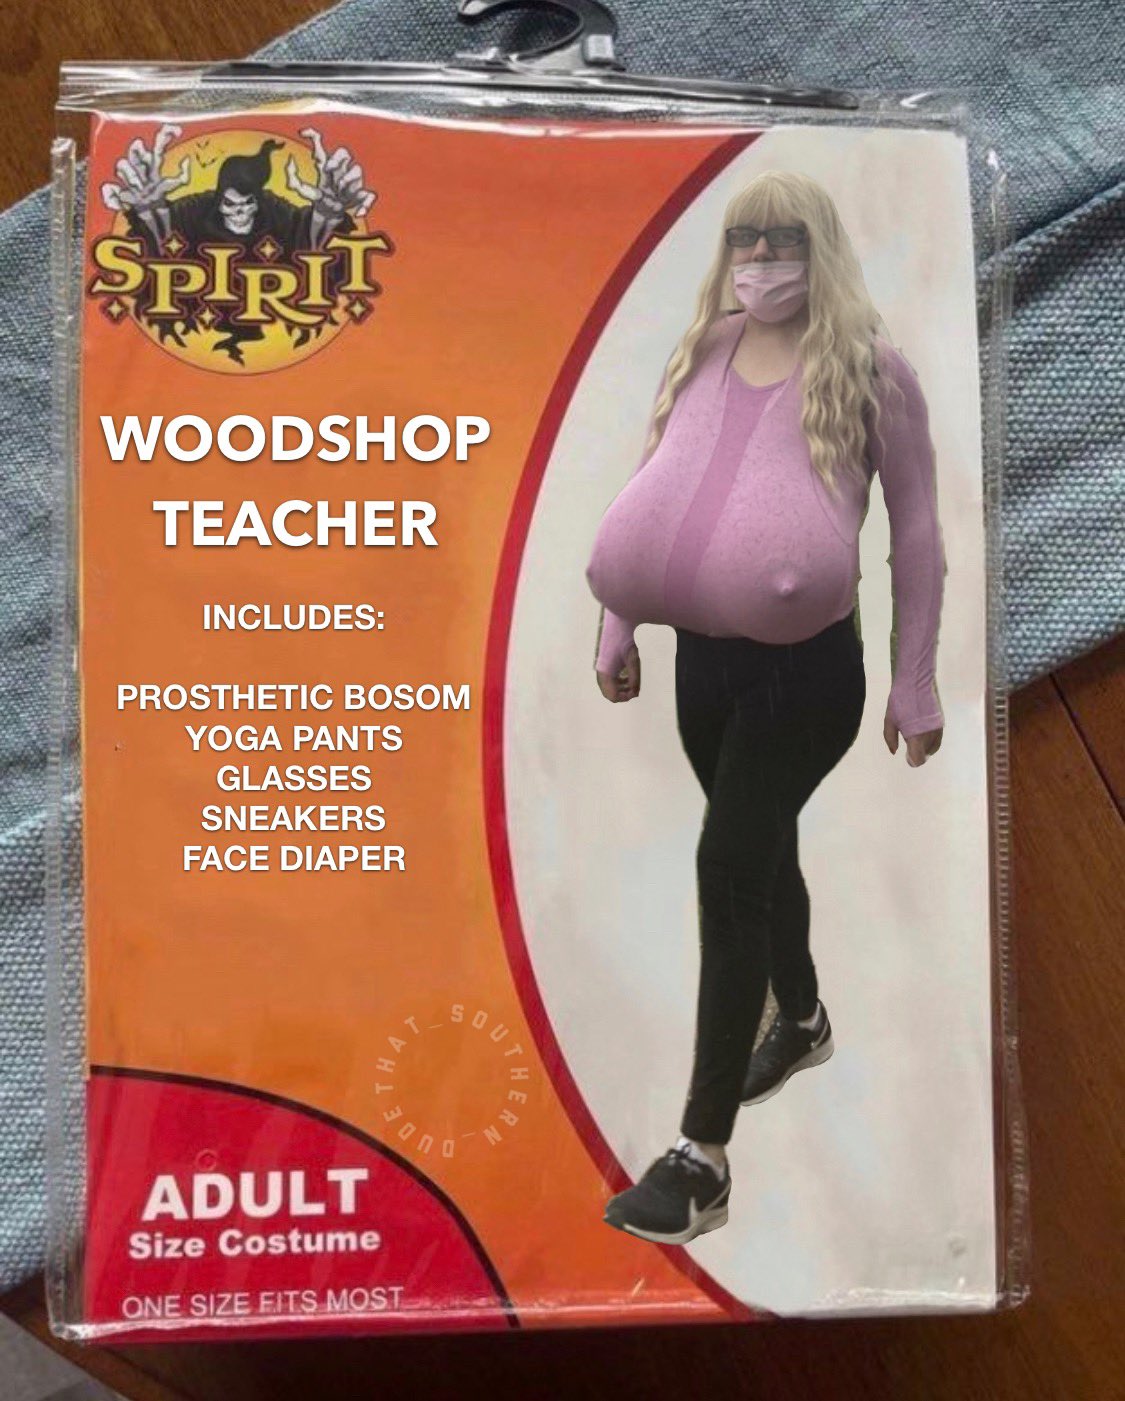 SPIRIT
WOODSHOP
TEACHER
INCLUDES:
PROSTHETIC BOSOM
YOGA PANTS
GLASSES
SNEAKERS
FACE DIAPER
THAT_SOUTHERN_DUDE
ADULT
Size Costume
ONE SIZE FITS MOST